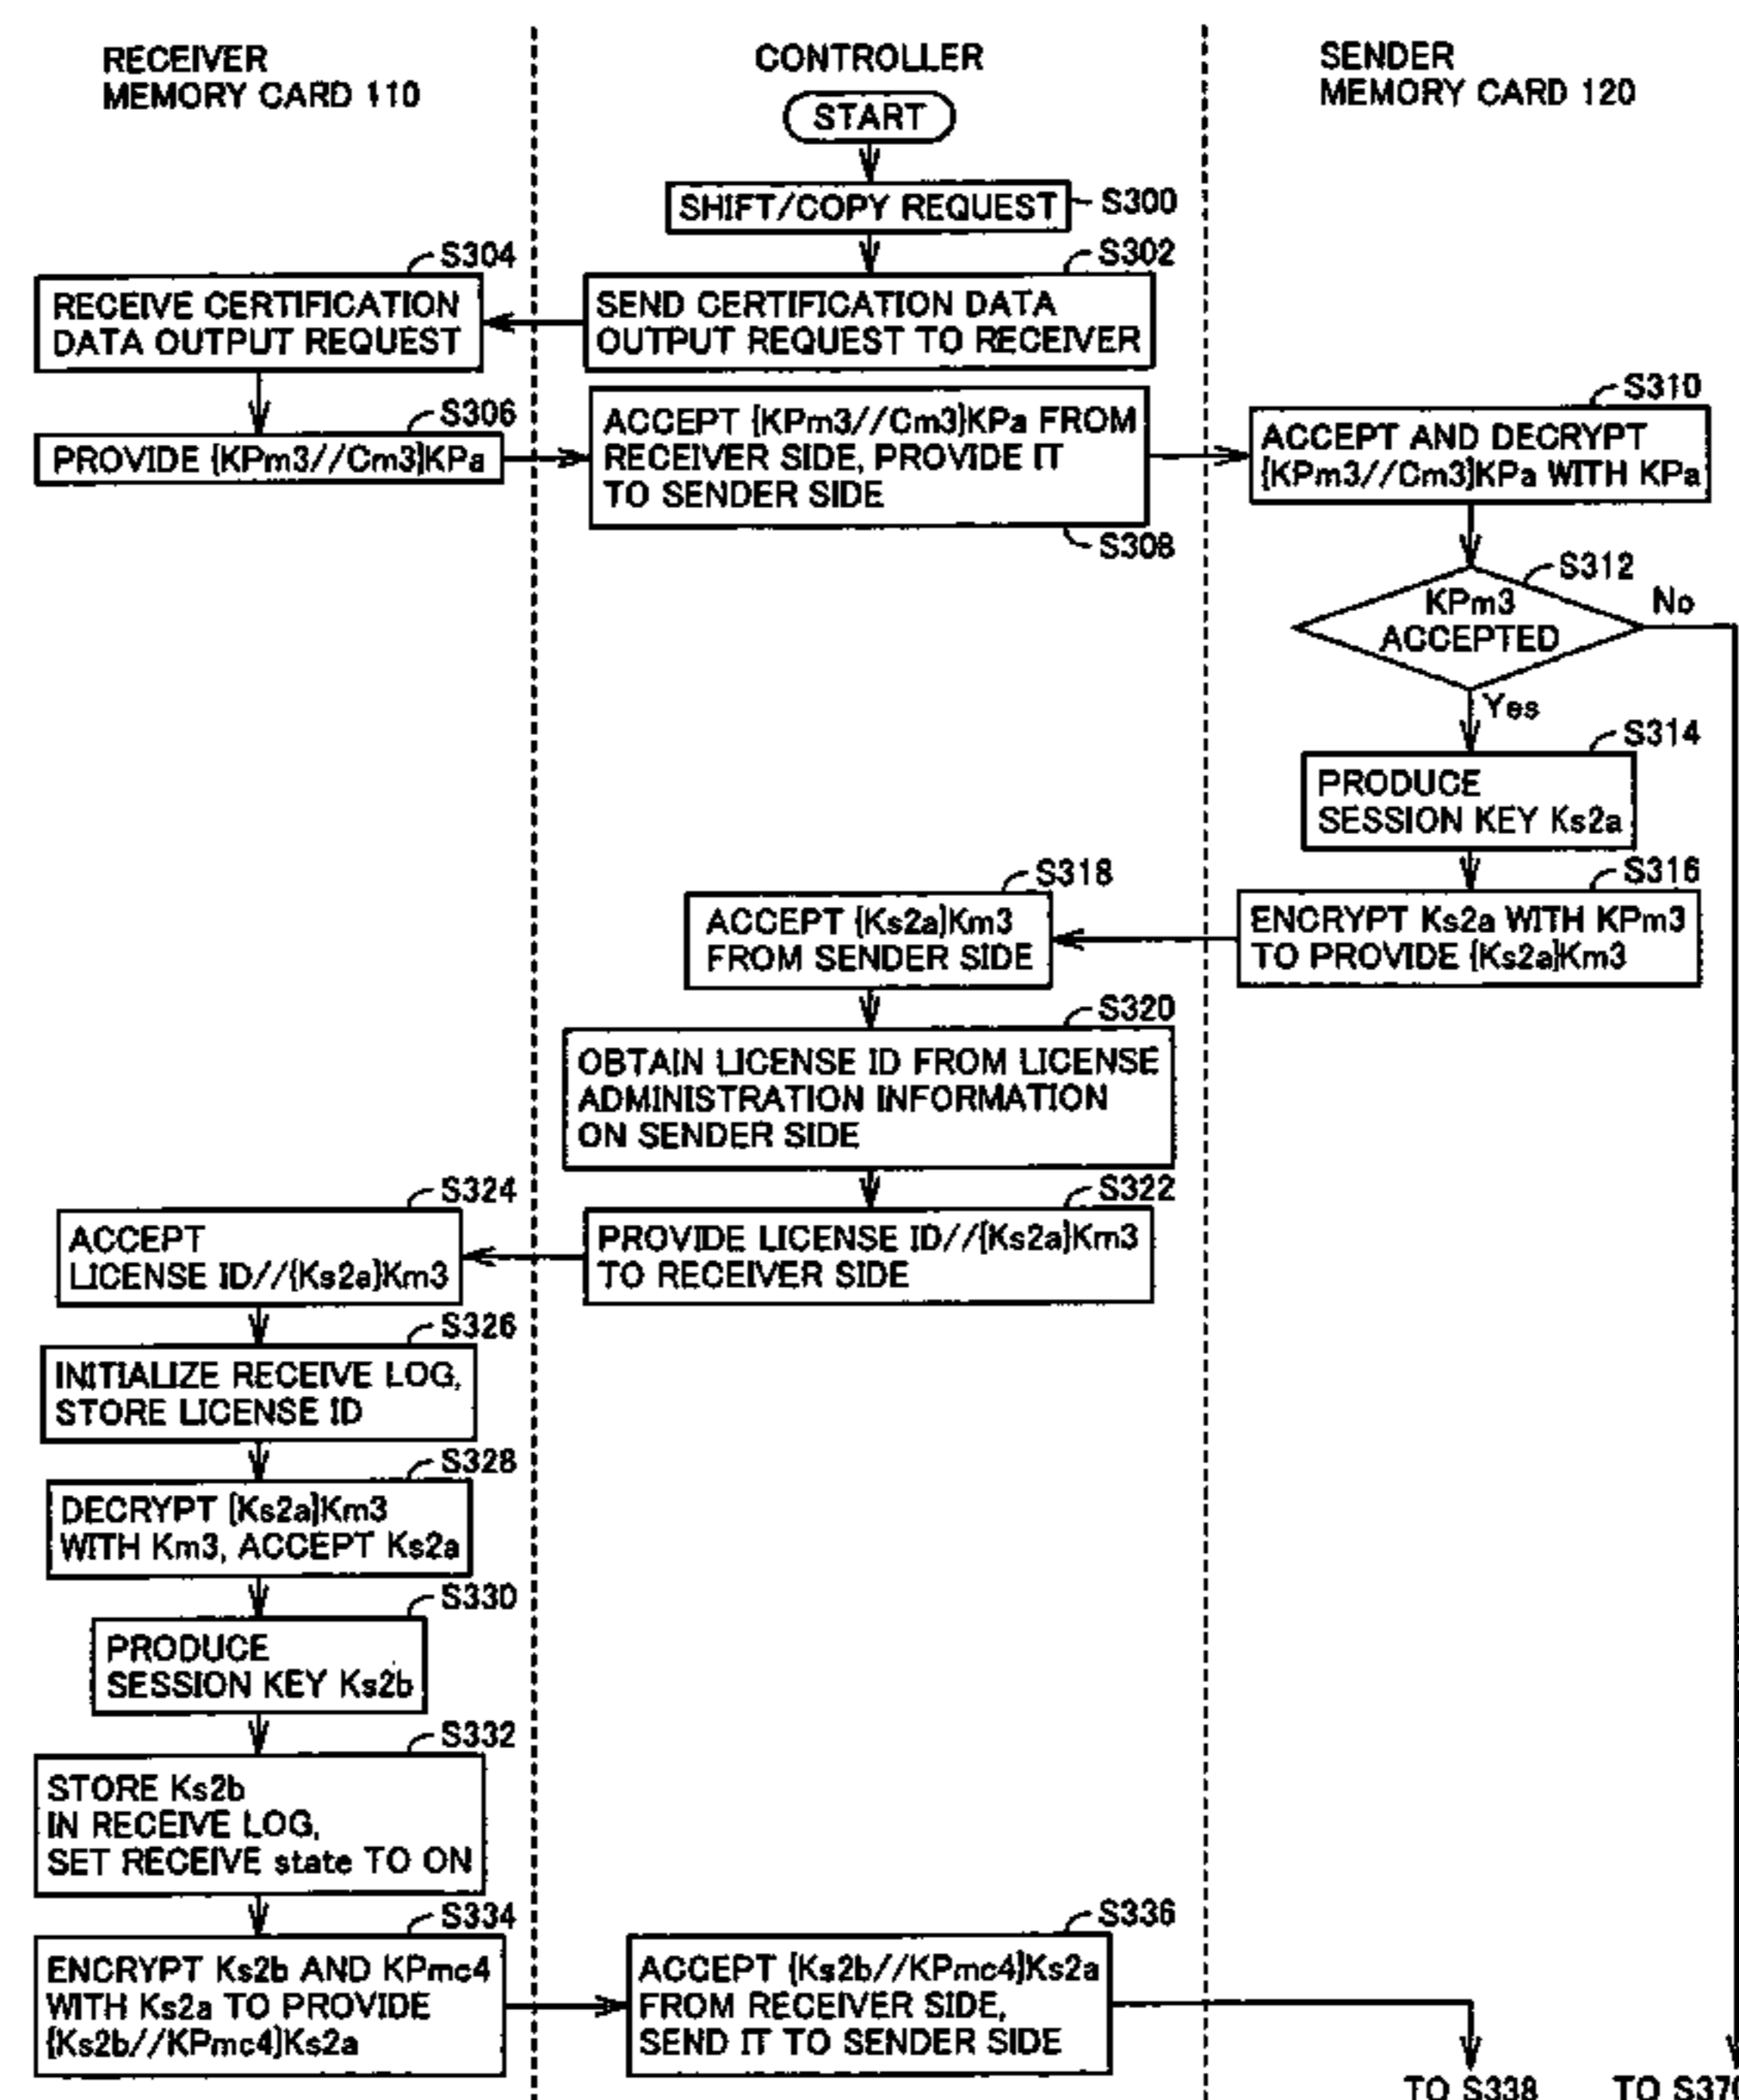 RECEIVER
MEMORY CARD 110
CONTROLLER
SENDER
MEMORY CARD 120
START
SHIFT/COPY REQUEST
S300
S302
SEND CERTIFICATION DATA
OUTPUT REQUEST TO RECEIVER
S304
RECEIVE CERTIFICATION
DATA OUTPUT REQUEST
S306
PROVIDE {KPm3//Cm3}KPa
ACCEPT {KPm3//Cm3}KPa FROM
RECEIVER SIDE, PROVIDE IT
TO SENDER SIDE
S308
S310
ACCEPT AND DECRYPT
{KPm3//Cm3}KPa WITH KPa
S312
KPm3
ACCEPTED
No
Yes
S314
PRODUCE
SESSION KEY Ks2a
S316
ENCRYPT Ks2a WITH KPm3
TO PROVIDE {Ks2a}Km3
S318
ACCEPT {Ks2a}Km3
FROM SENDER SIDE
S320
OBTAIN LICENSE ID FROM LICENSE
ADMINISTRATION INFORMATION
ON SENDER SIDE
S322
PROVIDE LICENSE ID//{Ks2a}Km3
TO RECEIVER SIDE
S324
ACCEPT
LICENSE ID//{Ks2a}Km3
S326
INITIALIZE RECEIVE LOG,
STORE LICENSE ID
S328
DECRYPT {Ks2a}Km3
WITH Km3, ACCEPT Ks2a
S330
PRODUCE
SESSION KEY Ks2b
S332
STORE Ks2b
IN RECEIVE LOG,
SET RECEIVE state TO ON
S334
ENCRYPT Ks2b AND KPmc4
WITH Ks2a TO PROVIDE
{Ks2b//KPmc4}Ks2a
S336
ACCEPT {Ks2b//KPmc4}Ks2a
FROM RECEIVER SIDE,
SEND IT TO SENDER SIDE
TO S338
TO S370